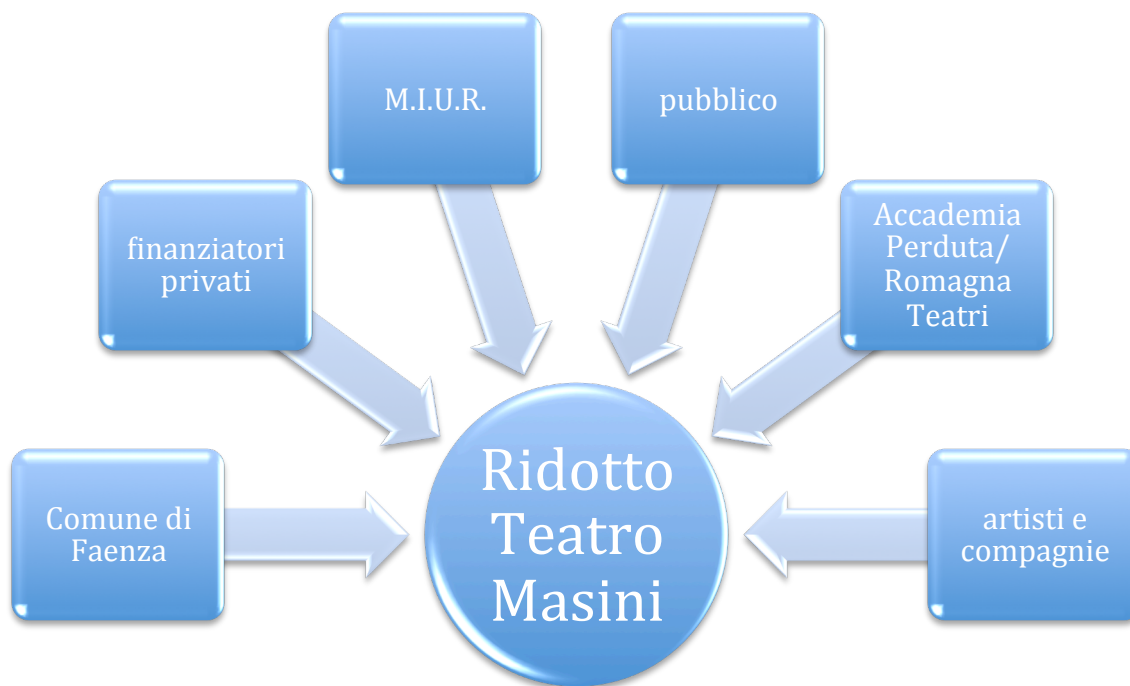 M.I.U.R.
pubblico
finanziatori
privati
Accademia
Perduta/
Romagna
Teatri
Comune di
Faenza
Ridotto
Teatro
Masini
artisti e
compagnie